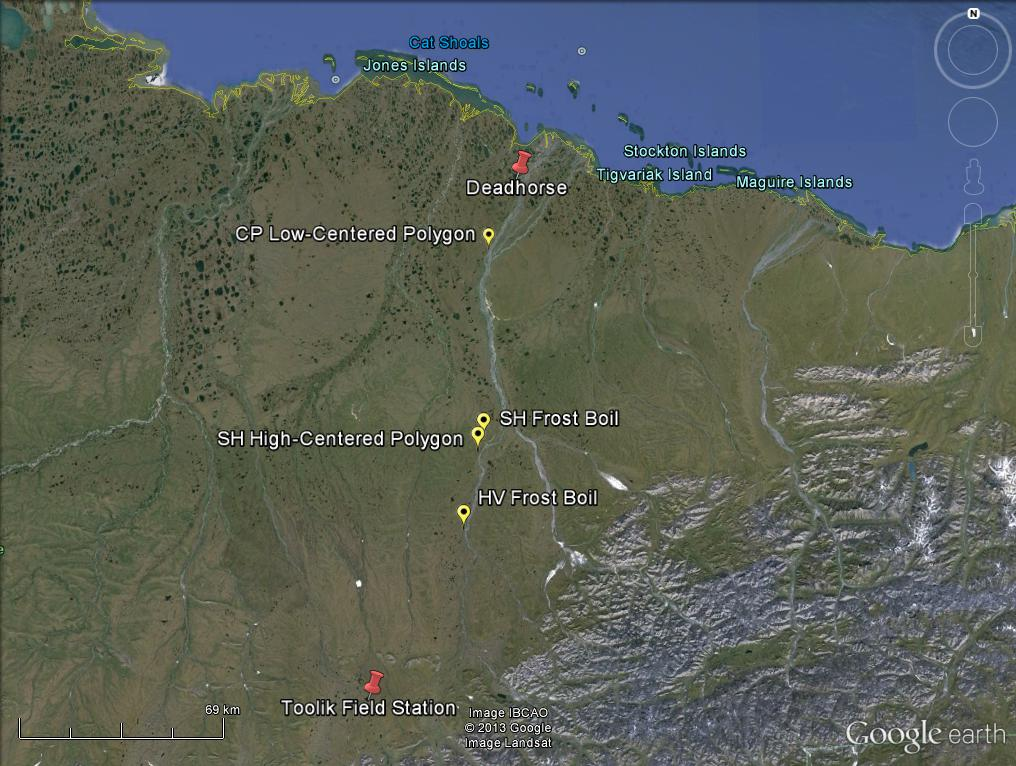 N
Cat Shoals
Jones Islands
Stockton Islands
Tigvariak Island
Maguire Islands
Deadhorse
CP Low-Centered Polygon
SH Frost Boil
SH High-Centered Polygon
HV Frost Boil
e
Toolik Field Station
69 km
Image IBCAO
© 2013 Google
Image Landsat
Google earth